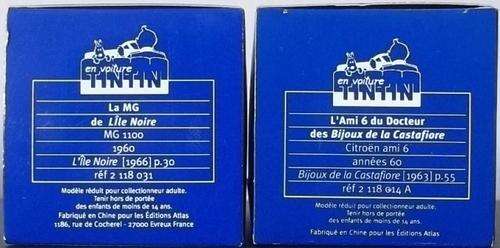 en voiture
TINTIN
La MG
de L'Île Noire
MG 1100
1960
L'Île Noire [1966] p.30
réf 2 118 031
Modèle réduit pour collectionneur adulte.
Tenir hors de portée
des enfants de moins de 14 ans.
Fabriqué en Chine pour les Éditions Atlas
1186, rue de Cocherel - 27000 Evreux France
en voiture
TINTIN
L'Ami 6 du Docteur
des Bijoux de la Castafiore
Citroën ami 6
années 60
Bijoux de la Castafiore [1963] p.55
réf 2 118 014 A
Modèle réduit pour collectionneur adulte.
Tenir hors de portée
des enfants de moins de 14 ans.
Fabriqué en Chine pour les Éditions Atlas